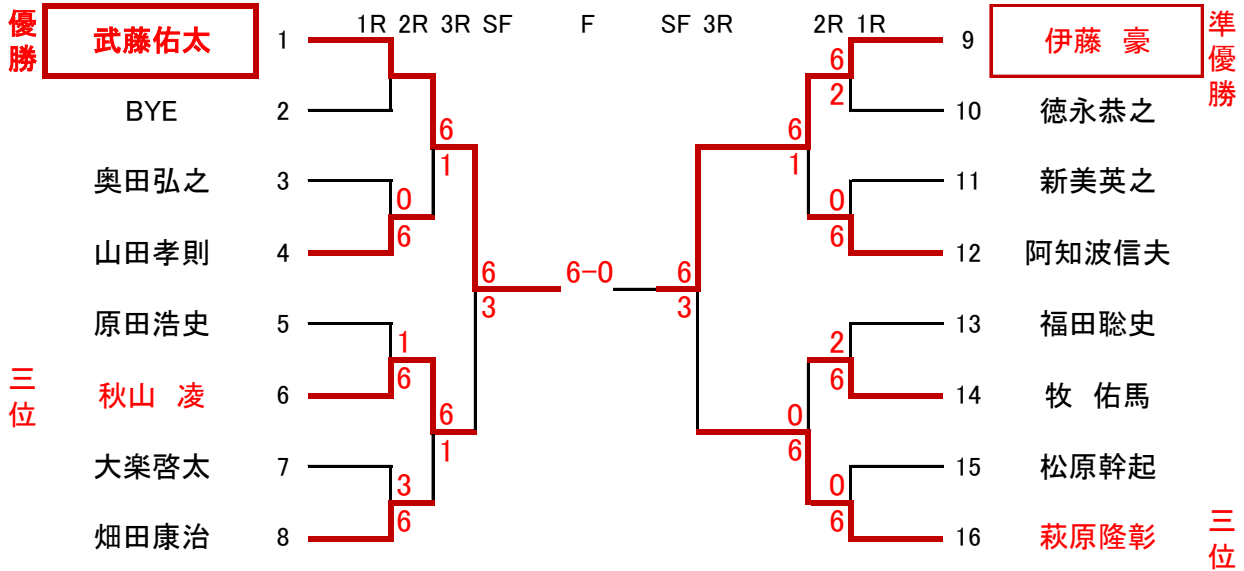 優勝
1R 2R 3R SF F SF 3R 2R 1R
準優勝
武藤佑太 1
BYE 2
奥田弘之 3
山田孝則 4
原田浩史 5
三位
秋山 凌 6
大楽啓太 7
畑田康治 8
0
6
1
6
3
6
6
1
6
1
6
3
6-0
6
3
6
1
0
6
6
2
0
6
2
6
0
6
9 伊藤 豪
10 徳永恭之
11 新美英之
12 阿知波信夫
13 福田聡史
14 牧 佑馬
15 松原幹起
16 萩原隆彰
三位